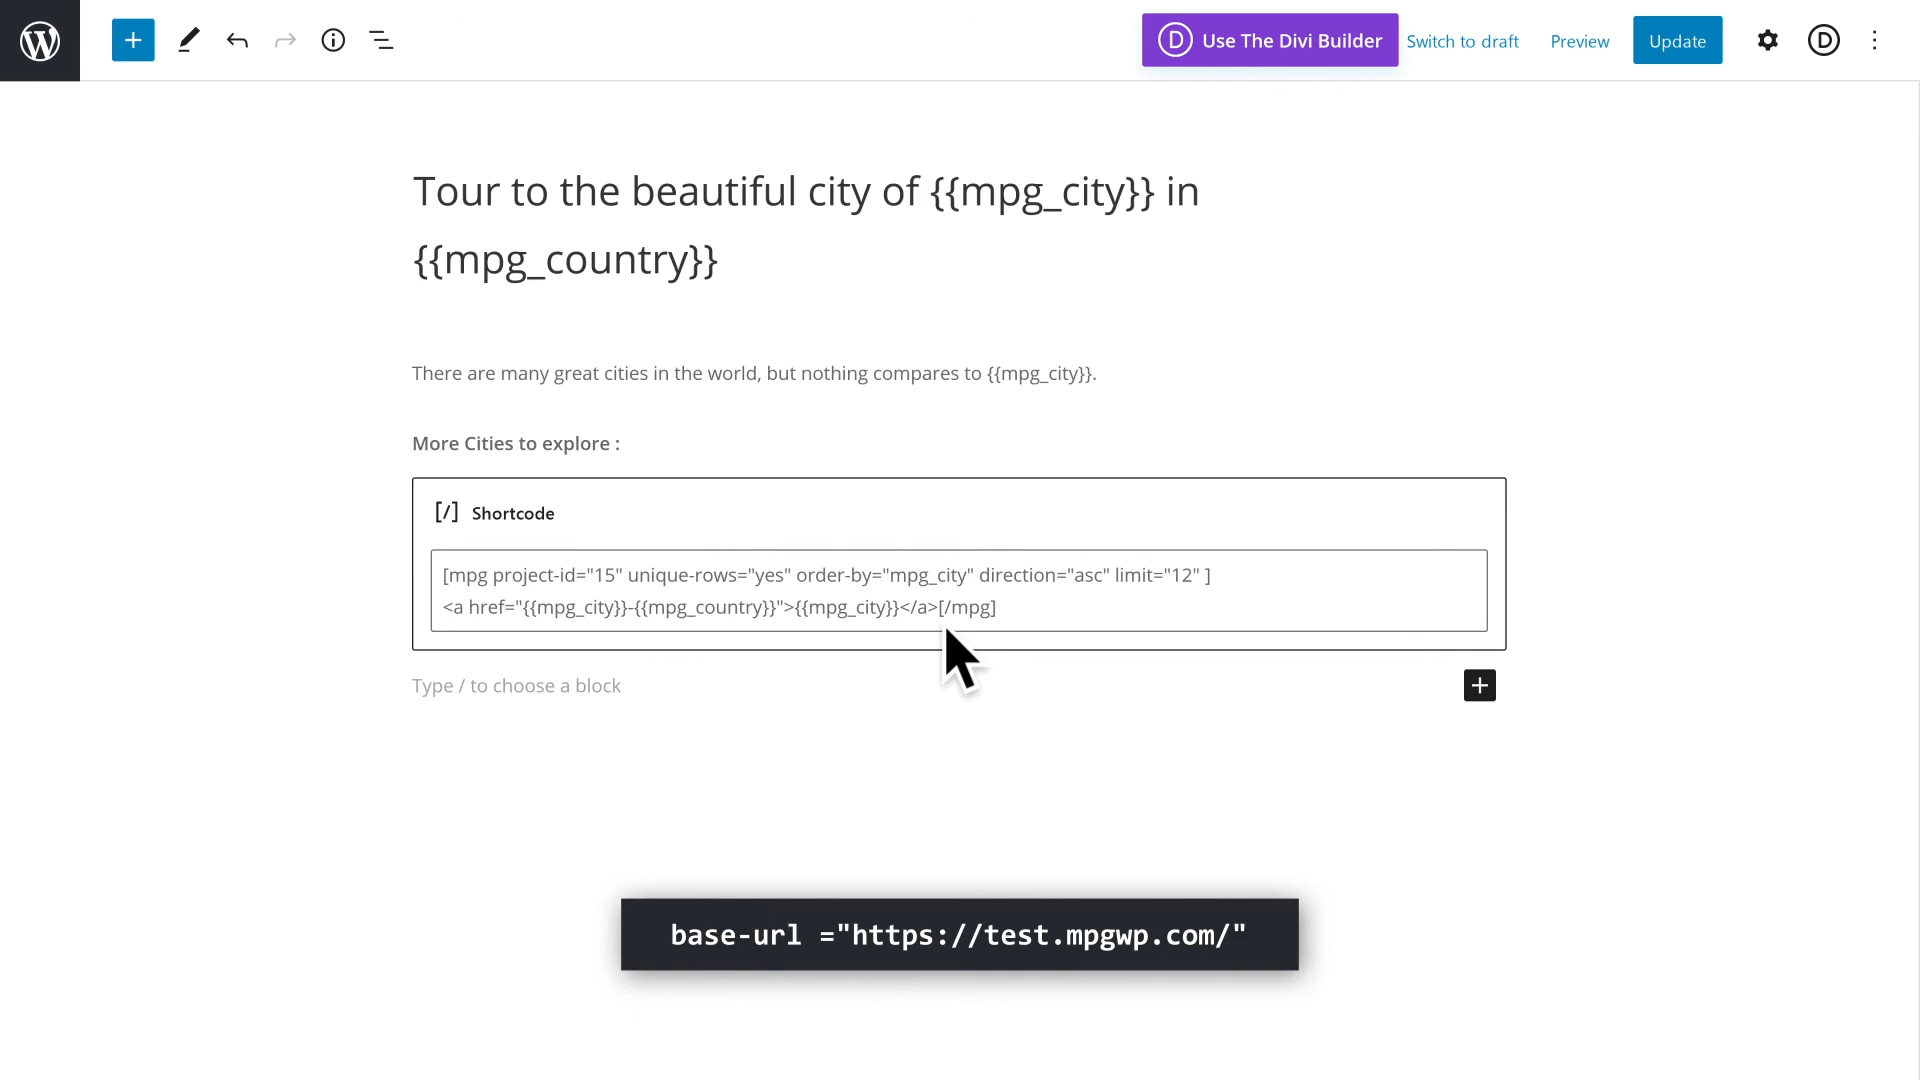 Use The Divi Builder Switch to draft Preview Update
Tour to the beautiful city of {{mpg_city}} in
{{mpg_country}}
There are many great cities in the world, but nothing compares to {{mpg_city}}.
More Cities to explore :
[/] Shortcode
[mpg project-id="15" unique-rows="yes" order-by="mpg_city" direction="asc" limit="12" ]
<a href="{{mpg_city}}-{{mpg_country}}">{{mpg_city}}</a>[/mpg]
Type / to choose a block
base-url ="https://test.mpgwp.com/"